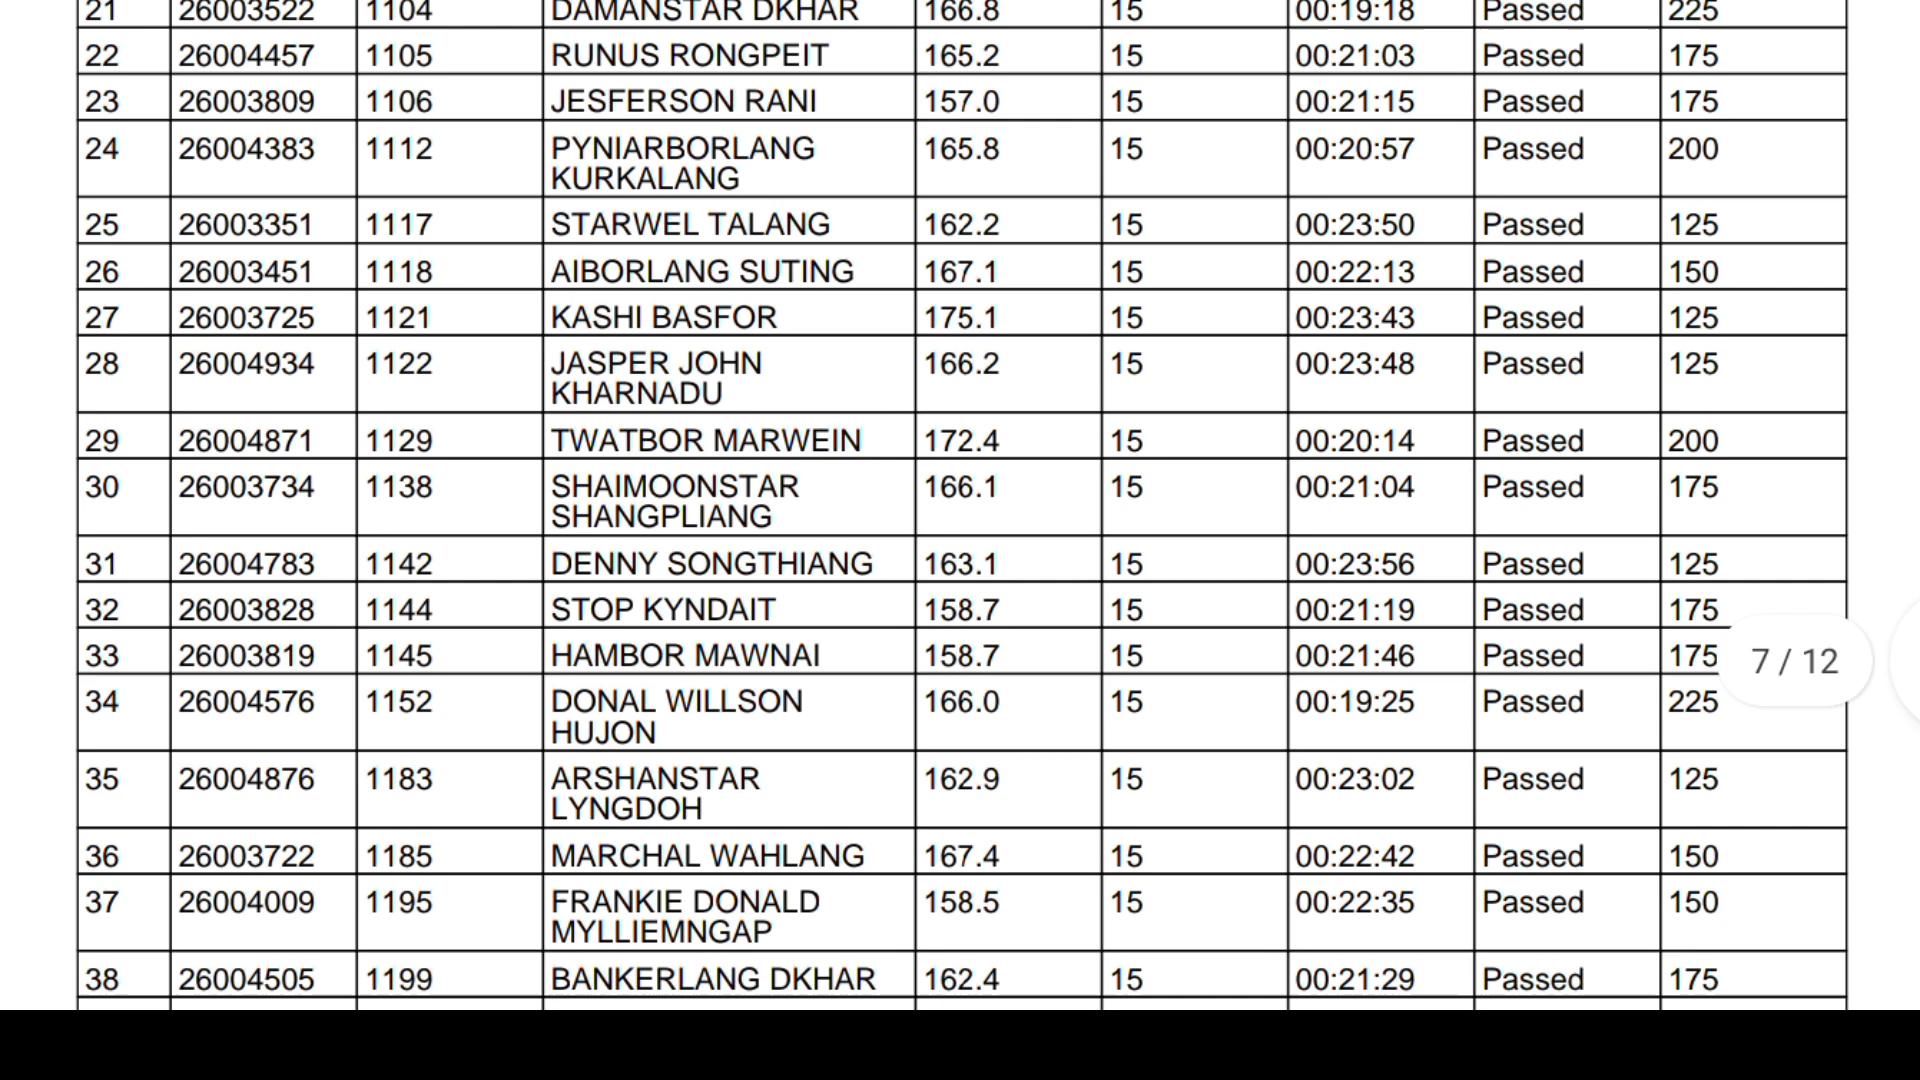 21 26003522 1104 DAMANSTAR DKHAR 166.8 15 00:19:18 Passed 225
22 26004457 1105 RUNUS RONGPEIT 165.2 15 00:21:03 Passed 175
23 26003809 1106 JESFERSON RANI 157.0 15 00:21:15 Passed 175
24 26004383 1112 PYNIARBORLANG 165.8 15 00:20:57 Passed 200
KURKALANG
25 26003351 1117 STARWEL TALANG 162.2 15 00:23:50 Passed 125
26 26003451 1118 AIBORLANG SUTING 167.1 15 00:22:13 Passed 150
27 26003725 1121 KASHI BASFOR 175.1 15 00:23:43 Passed 125
28 26004934 1122 JASPER JOHN 166.2 15 00:23:48 Passed 125
KHARNADU
29 26004871 1129 TWATBOR MARWEIN 172.4 15 00:20:14 Passed 200
30 26003734 1138 SHAIMOONSTAR 166.1 15 00:21:04 Passed 175
SHANGPLIANG
31 26004783 1142 DENNY SONGTHIANG 163.1 15 00:23:56 Passed 125
32 26003828 1144 STOP KYNDAIT 158.7 15 00:21:19 Passed 175
33 26003819 1145 HAMBOR MAWNAI 158.7 15 00:21:46 Passed 175
7 / 12
34 26004576 1152 DONAL WILLSON 166.0 15 00:19:25 Passed 225
HUJON
35 26004876 1183 ARSHANSTAR 162.9 15 00:23:02 Passed 125
LYNGDOH
36 26003722 1185 MARCHAL WAHLANG 167.4 15 00:22:42 Passed 150
37 26004009 1195 FRANKIE DONALD 158.5 15 00:22:35 Passed 150
MYLLIEMNGAP
38 26004505 1199 BANKERLANG DKHAR 162.4 15 00:21:29 Passed 175